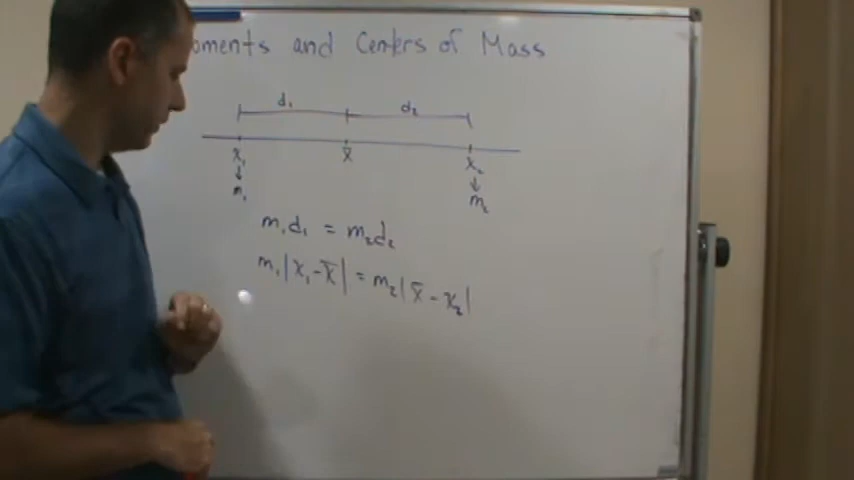 oments and Centers of Mass
d₁ d₂
x₁ x̄ x₂
↓ ↓
m₁ m₂
m₁d₁ = m₂d₂
m₁|x₁-x̄| = m₂|x̄-x₂|